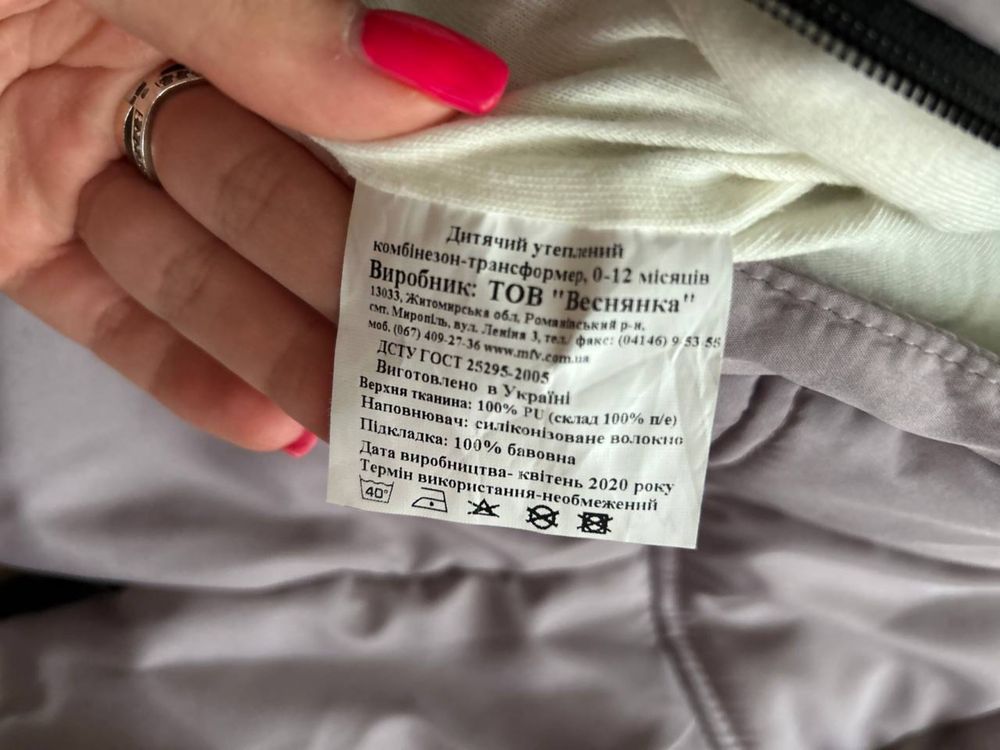 Дитячий утеплений
комбінезон-трансформер, 0-12 місяців
Виробник: ТОВ "Веснянка"
13033, Житомирська обл, Романівський р-н,
смт. Миропіль, вул. Леніна 3, тел/ факс: (04146) 9-53-55
моб. (067) 409-27-36 www.mfv.com.ua
ДСТУ ГОСТ 25295-2005
Виготовлено в Україні
Верхня тканина: 100% PU (склад 100% п/е)
Наповнювач: силіконізоване волокно
Підкладка: 100% бавовна
Дата виробництва- квітень 2020 року
Термін використання-необмежений
40°